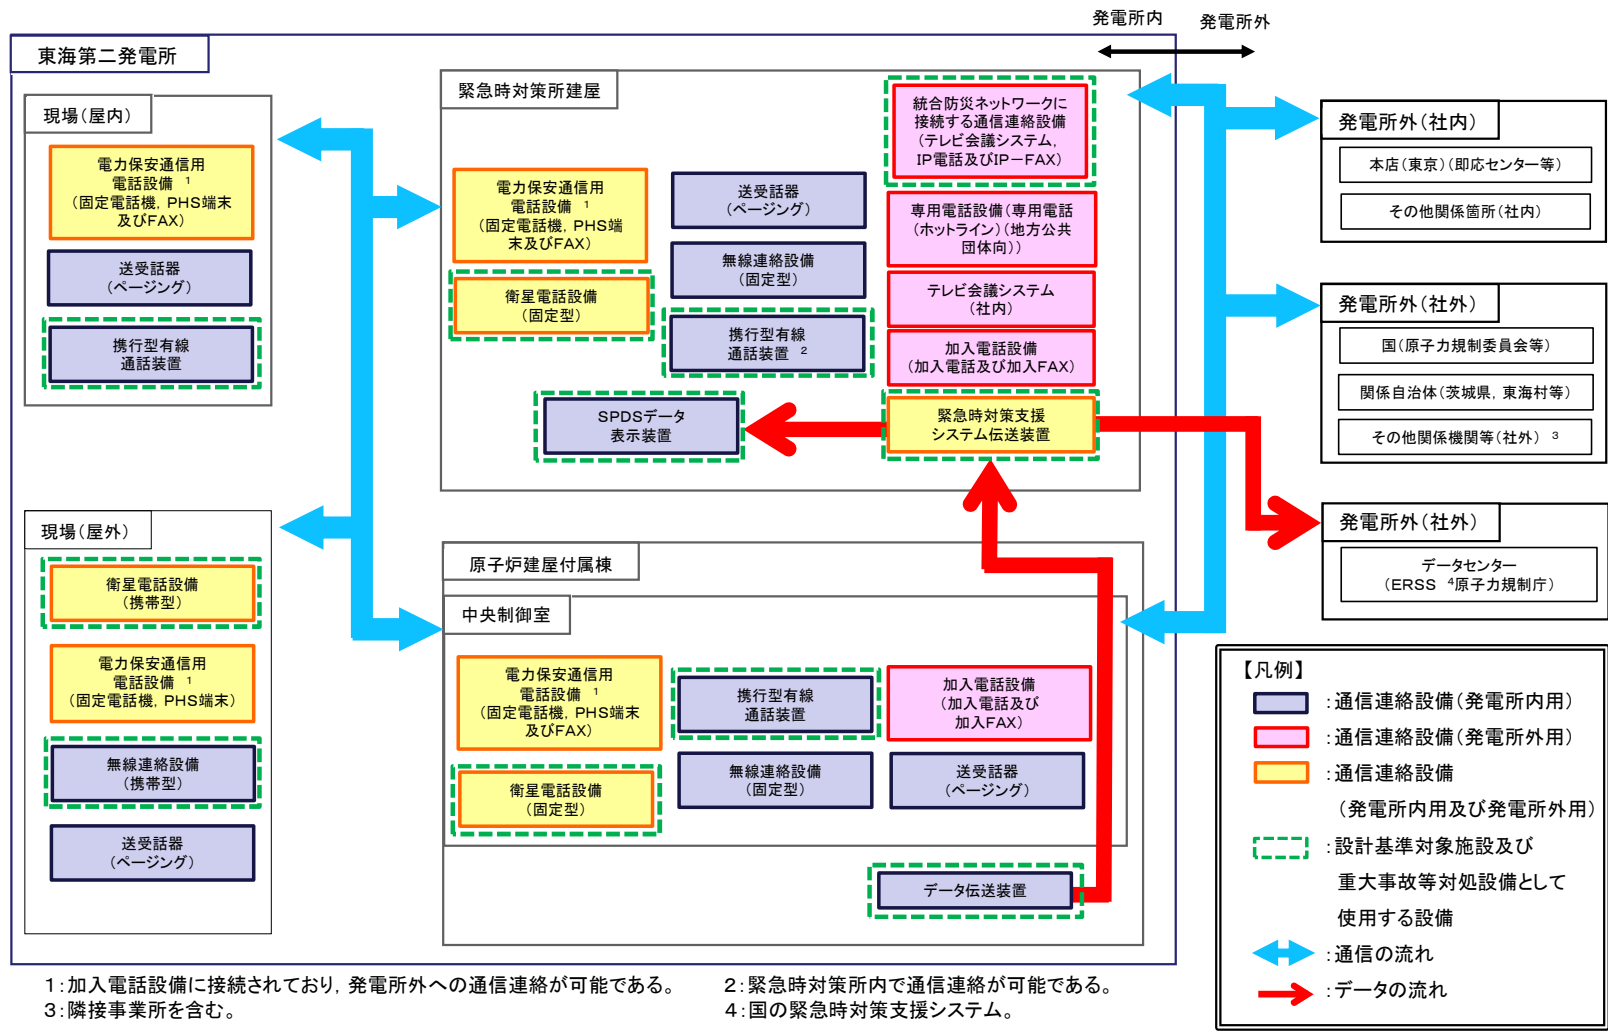 発電所内
発電所外
東海第二発電所
現場(屋内)
電力保安通信用
電話設備 1
(固定電話機, PHS端末
及びFAX)
送受話器
(ページング)
携行型有線
通話装置
現場(屋外)
衛星電話設備
(携帯型)
電力保安通信用
電話設備 1
(固定電話機, PHS端末)
無線連絡設備
(携帯型)
送受話器
(ページング)
緊急時対策所建屋
電力保安通信用
電話設備 1
(固定電話機, PHS端
末及びFAX)
衛星電話設備
(固定型)
送受話器
(ページング)
無線連絡設備
(固定型)
携行型有線
通話装置 2
統合防災ネットワークに
接続する通信連絡設備
(テレビ会議システム,
IP電話及びIP-FAX)
専用電話設備(専用電話
(ホットライン)(地方公共
団体向))
テレビ会議システム
(社内)
加入電話設備
(加入電話及び加入FAX)
SPDSデータ
表示装置
緊急時対策支援
システム伝送装置
原子炉建屋付属棟
中央制御室
電力保安通信用
電話設備 1
(固定電話機, PHS端末
及びFAX)
衛星電話設備
(固定型)
携行型有線
通話装置
無線連絡設備
(固定型)
加入電話設備
(加入電話及び
加入FAX)
送受話器
(ページング)
データ伝送装置
発電所外(社内)
本店(東京)(即応センター等)
その他関係箇所(社内)
発電所外(社外)
国(原子力規制委員会等)
関係自治体(茨城県, 東海村等)
その他関係機関等(社外) 3
発電所外(社外)
データセンター
(ERSS 4原子力規制庁)
【凡例】
:通信連絡設備(発電所内用)
:通信連絡設備(発電所外用)
:通信連絡設備
(発電所内用及び発電所外用)
:設計基準対象施設及び
重大事故等対処設備として
使用する設備
:通信の流れ
:データの流れ
1:加入電話設備に接続されており, 発電所外への通信連絡が可能である。
2:緊急時対策所内で通信連絡が可能である。
3:隣接事業所を含む。
4:国の緊急時対策支援システム。